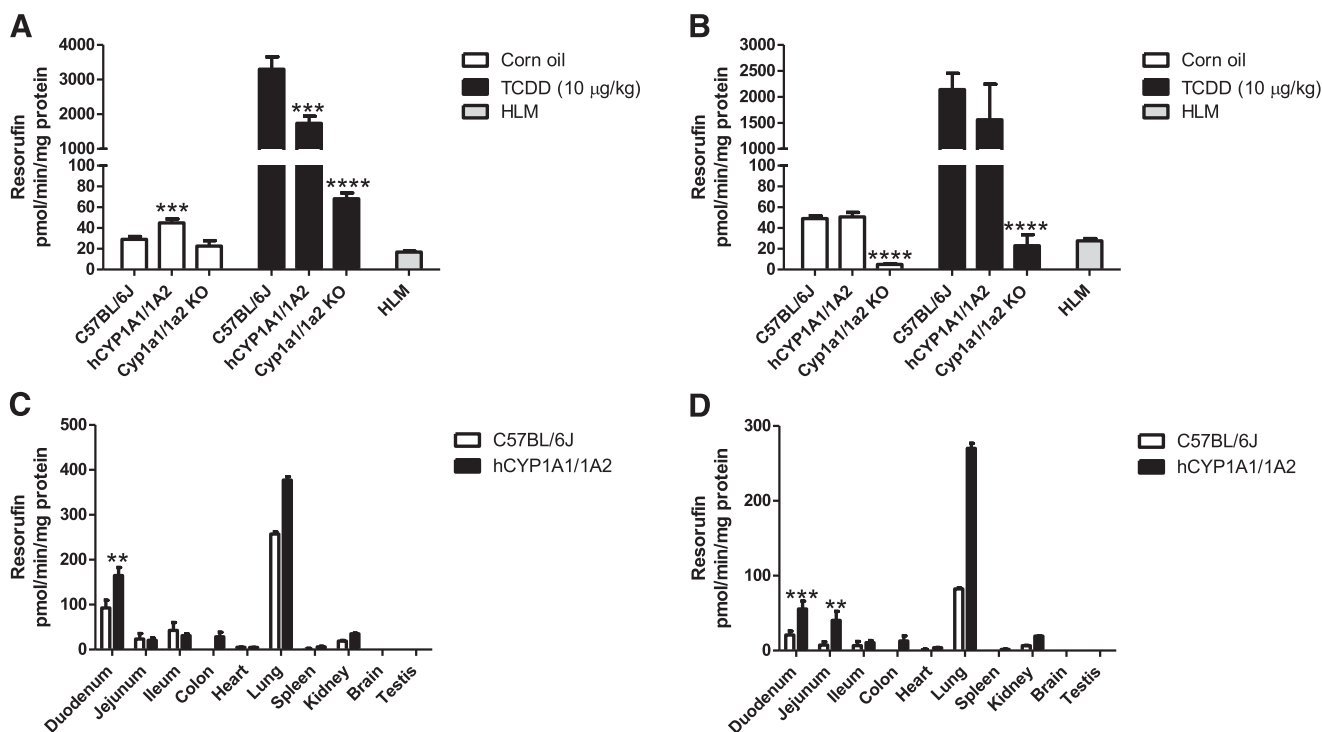 A
Resorufin
pmol/min/mg protein
4000
3000
2000
1000
100
80
60
40
20
0
***
***
****
C57BL/6J
hCYP1A1/1A2
Cyp1a1/1a2 KO
C57BL/6J
hCYP1A1/1A2
Cyp1a1/1a2 KO
HLM
Corn oil
TCDD (10 μg/kg)
HLM
B
Resorufin
pmol/min/mg protein
3000
2500
2000
1500
1000
100
80
60
40
20
0
****
****
C57BL/6J
hCYP1A1/1A2
Cyp1a1/1a2 KO
C57BL/6J
hCYP1A1/1A2
Cyp1a1/1a2 KO
HLM
Corn oil
TCDD (10 μg/kg)
HLM
C
Resorufin
pmol/min/mg protein
500
400
300
200
100
0
**
Duodenum
Jejunum
Ileum
Colon
Heart
Lung
Spleen
Kidney
Brain
Testis
C57BL/6J
hCYP1A1/1A2
D
Resorufin
pmol/min/mg protein
300
200
100
0
***
**
Duodenum
Jejunum
Ileum
Colon
Heart
Lung
Spleen
Kidney
Brain
Testis
C57BL/6J
hCYP1A1/1A2